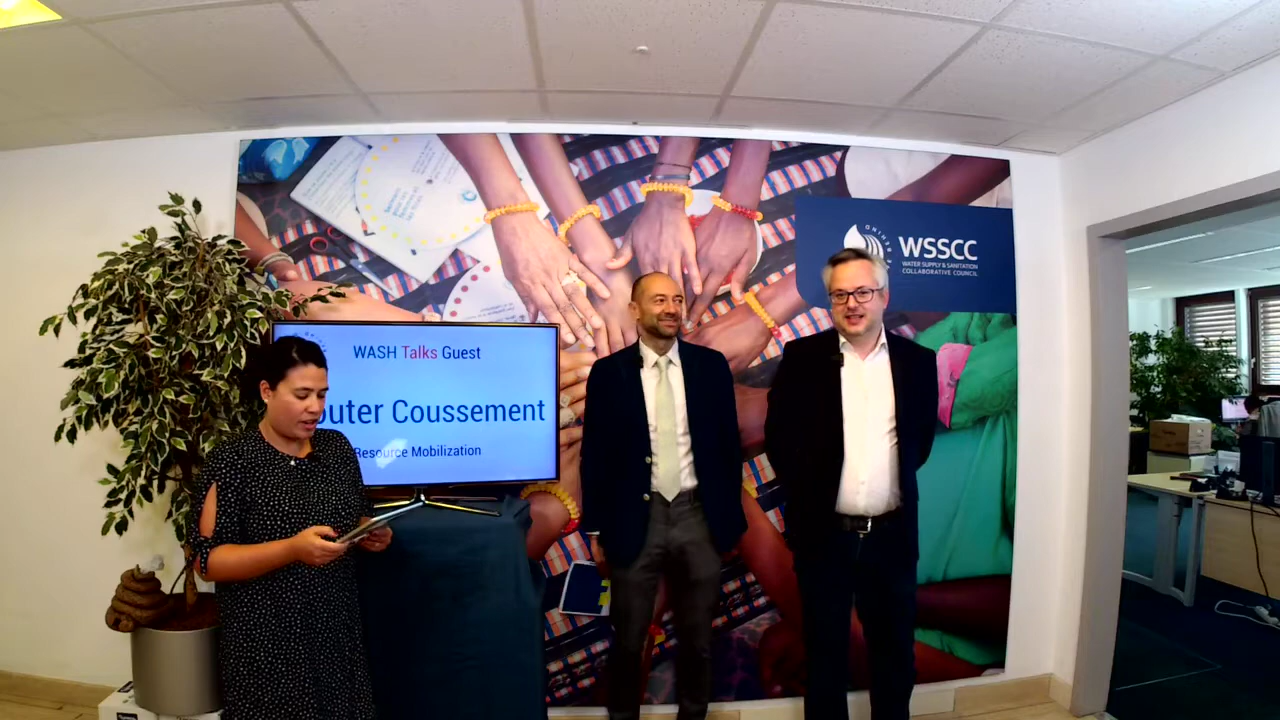 WASH Talks Guest
outer Coussement
Resource Mobilization
WSSCC
WATER SUPPLY & SANITATION
COLLABORATIVE COUNCIL